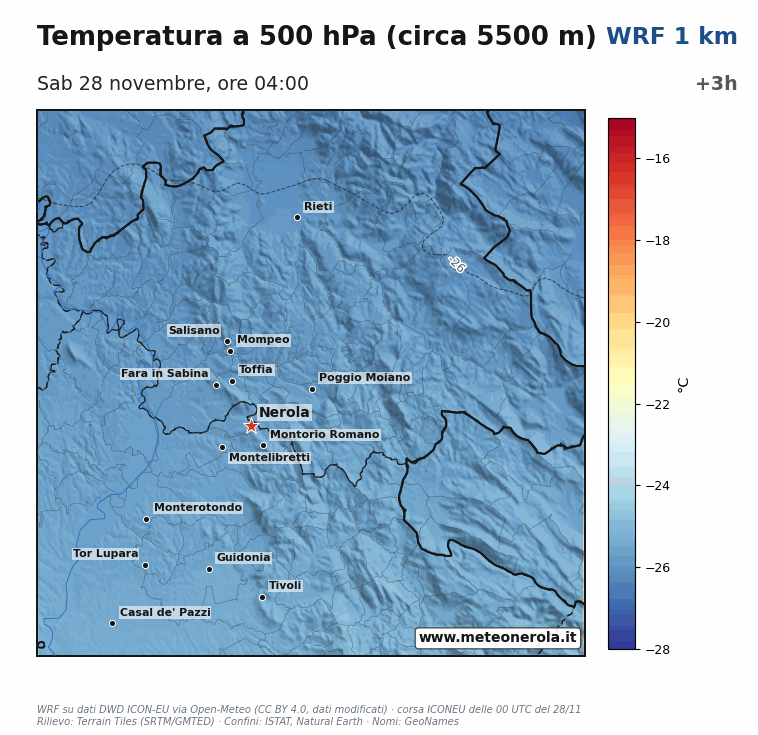 Temperatura a 500 hPa (circa 5500 m) WRF 1 km
Sab 28 novembre, ore 04:00 +3h
Rieti
-26
Salisano
Mompeo
Toffia
Fara in Sabina
Poggio Moiano
Nerola
Montorio Romano
Montelibretti
Monterotondo
Tor Lupara
Guidonia
Tivoli
Casal de' Pazzi
www.meteonerola.it
−16
−18
−20
−22
−24
−26
−28
°C
WRF su dati DWD ICON-EU via Open-Meteo (CC BY 4.0, dati modificati) · corsa ICONEU delle 00 UTC del 28/11
Rilievo: Terrain Tiles (SRTM/GMTED) · Confini: ISTAT, Natural Earth · Nomi: GeoNames